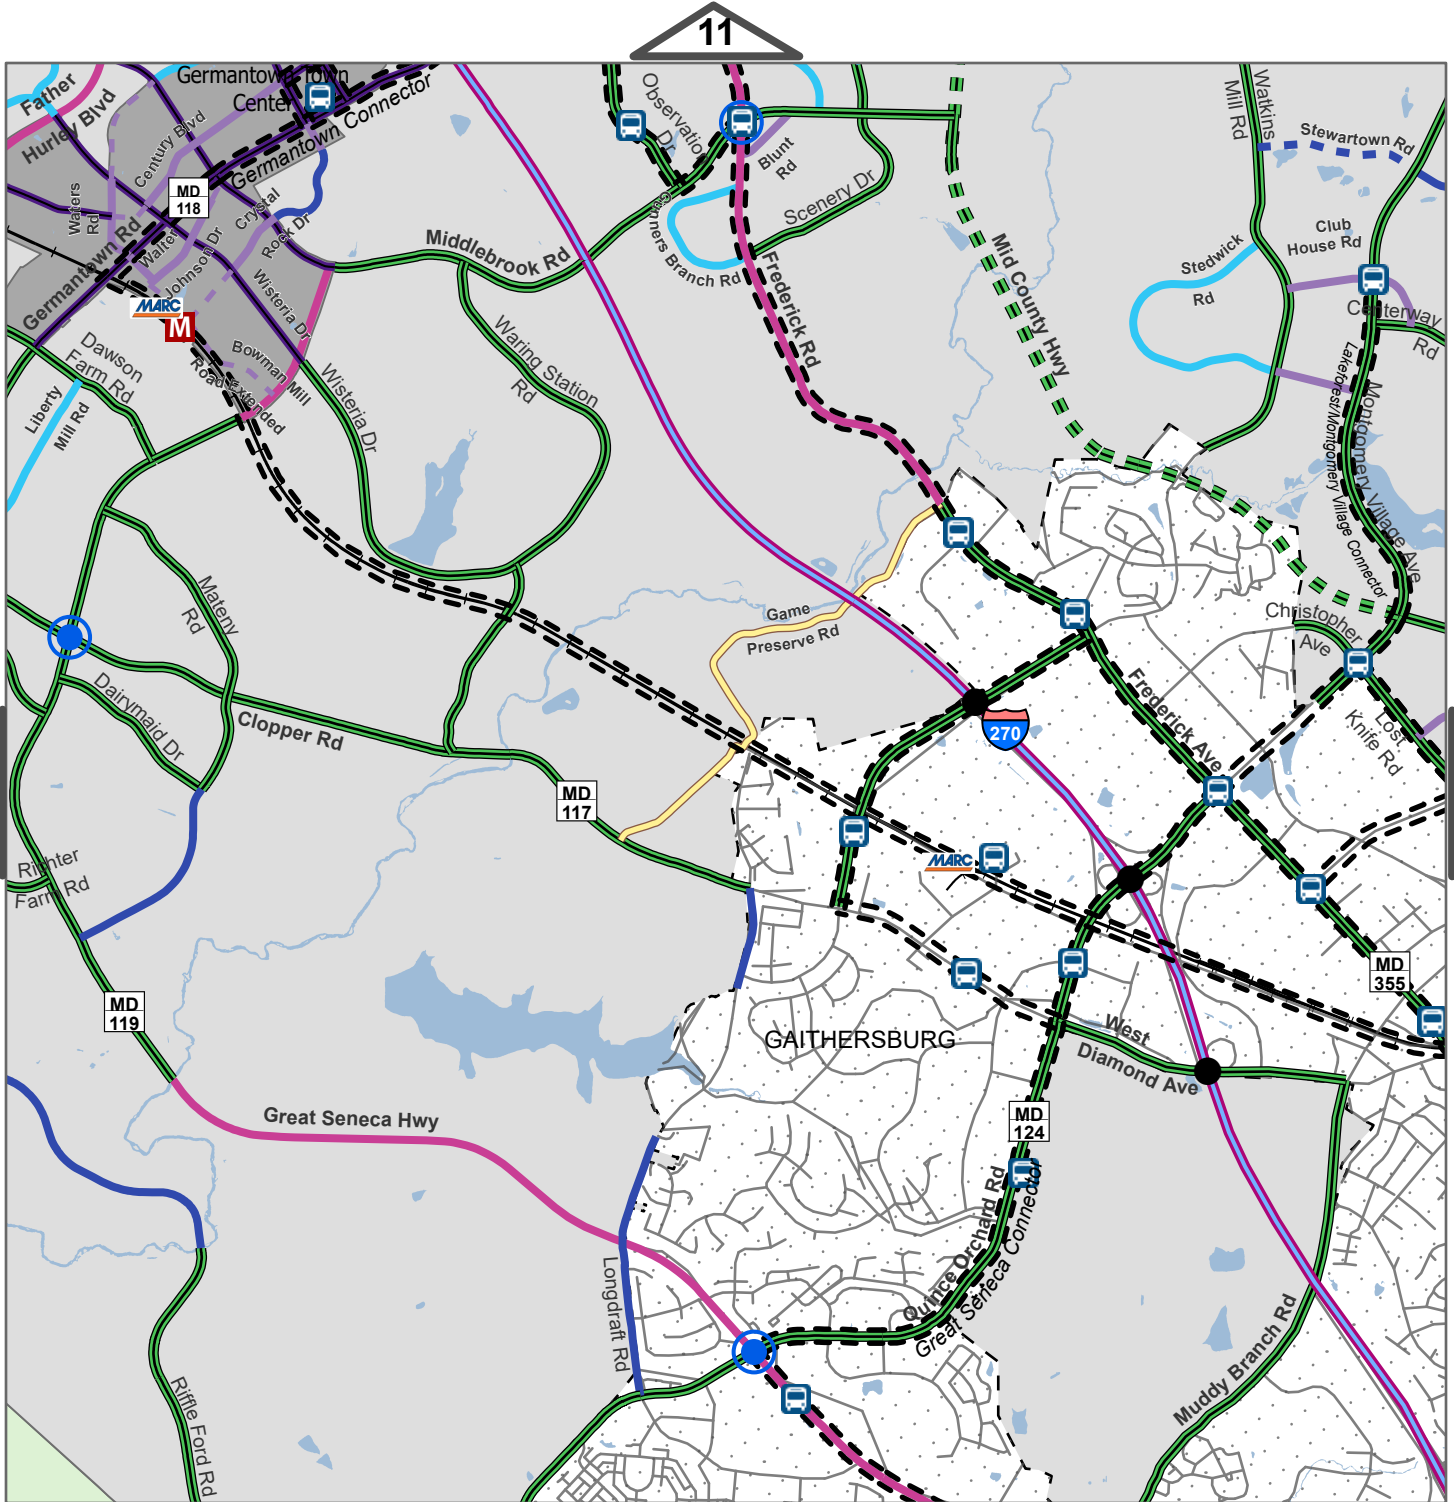 11
Germantown Town
Center
Germantown Connector
Father
Hurley Blvd
Century Blvd
Waters
Rd
MD
118
Crystal
Rock Dr
Walter
Johnson Dr
Germantown Rd
Wisteria Dr
MARC
M
Bowman Mill
Road Extended
Dawson
Farm Rd
Liberty
Mill Rd
Wisteria Dr
Middlebrook Rd
Waring Station
Rd
Observation
Dr
Blunt
Rd
Scenery Dr
Gunners Branch Rd
Frederick Rd
Mid County Hwy
Watkins
Mill Rd
Stewartown Rd
Club
House Rd
Stedwick
Rd
Centerway
Rd
Lakeforest/Montgomery Village Connector
Montgomery Village Ave
Christopher
Ave
Lost
Knife Rd
Game
Preserve Rd
Mateny
Rd
Dairymaid Dr
Clopper Rd
MD
117
270
Frederick Ave
MARC
Richter
Farm Rd
MD
119
MD
355
GAITHERSBURG
West
Diamond Ave
MD
124
Great Seneca Hwy
Longdraft Rd
Quince Orchard Rd
Great Seneca Connector
Muddy Branch Rd
Riffle Ford Rd